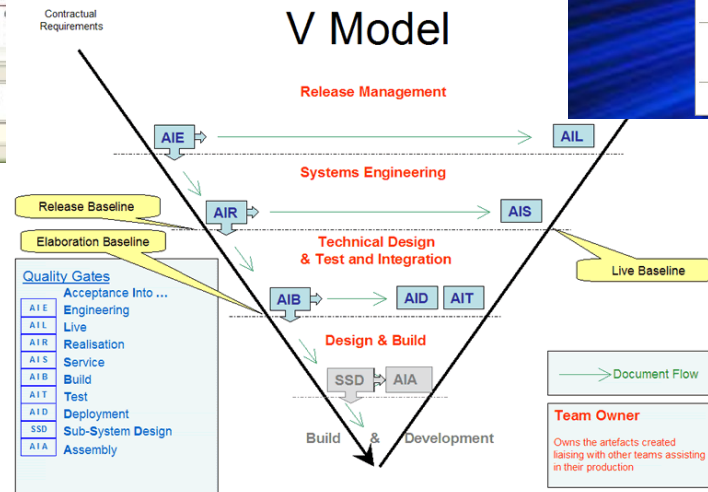 Contractual
Requirements
V Model
Release Management
AIE
AIL
Systems Engineering
Release Baseline
AIR
AIS
Elaboration Baseline
Technical Design
& Test and Integration
Live Baseline
Quality Gates
Acceptance Into ...
AIE Engineering
AIL Live
AIR Realisation
AIS Service
AIB Build
AIT Test
AID Deployment
SSD Sub-System Design
AIA Assembly
AIB
AID
AIT
Design & Build
SSD
AIA
Build & Development
Document Flow
Team Owner
Owns the artefacts created
liaising with other teams assisting
in their production